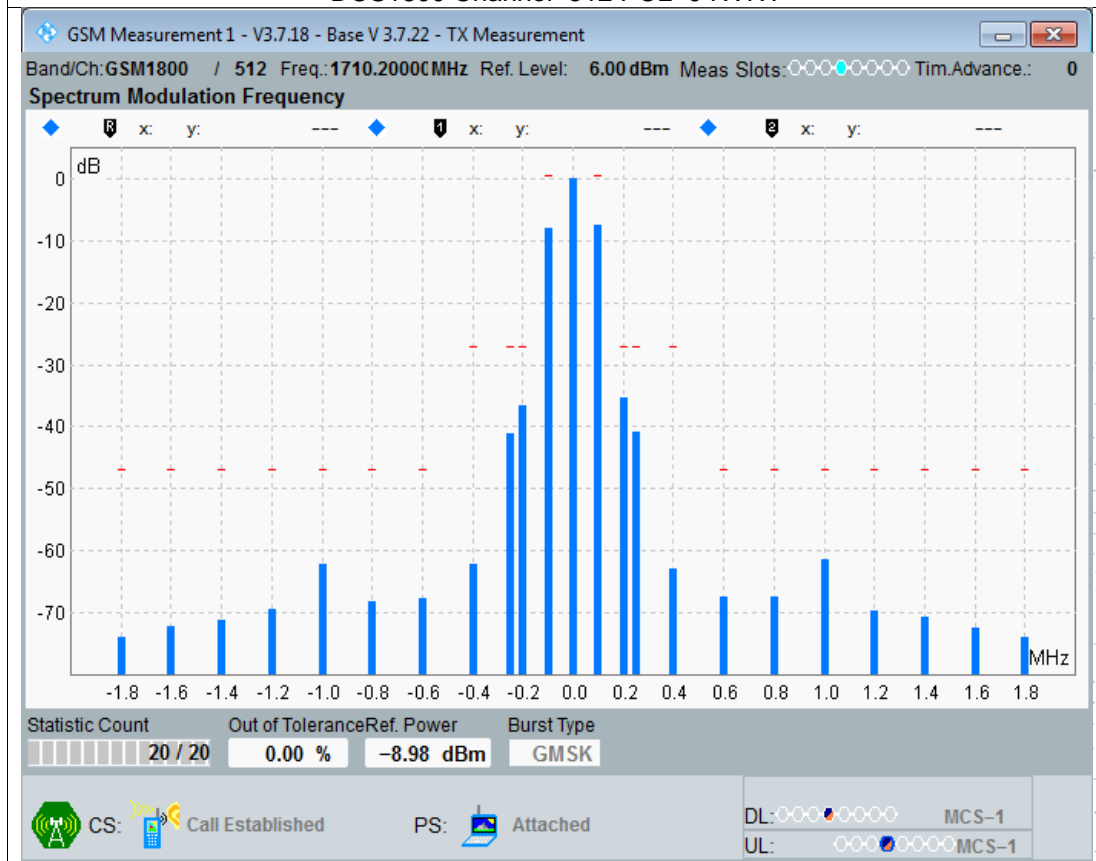 GSM Measurement 1 - V3.7.18 - Base V 3.7.22 - TX Measurement
Band/Ch: GSM1800 / 512 Freq.: 1710.20000 MHz Ref. Level: 6.00 dBm Meas Slots: Tim.Advance.: 0
Spectrum Modulation Frequency
R x: y: --- 1 x: y: --- 2 x: y: ---
dB
0
-10
-20
-30
-40
-50
-60
-70
MHz
-1.8 -1.6 -1.4 -1.2 -1.0 -0.8 -0.6 -0.4 -0.2 0.0 0.2 0.4 0.6 0.8 1.0 1.2 1.4 1.6 1.8
Statistic Count Out of Tolerance Ref. Power Burst Type
20 / 20 0.00 % -8.98 dBm GMSK
CS: Call Established PS: Attached
DL: MCS-1
UL: MCS-1